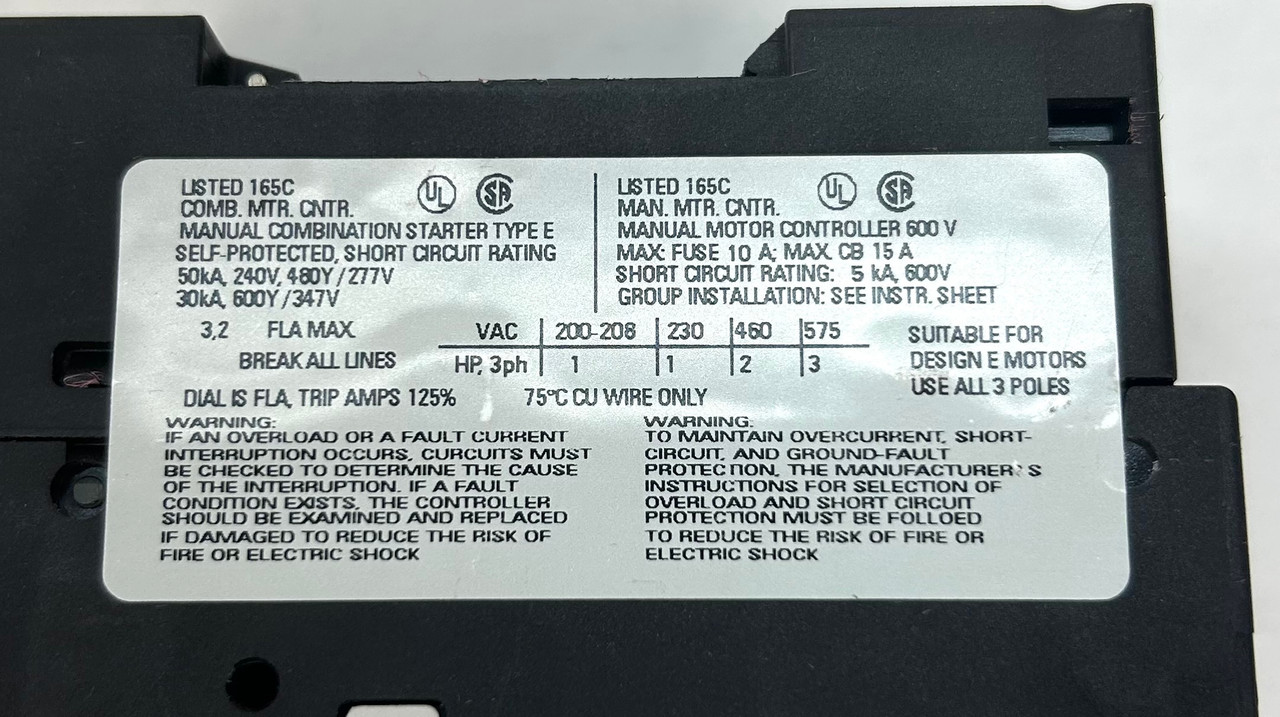 LISTED 165C UL SA
COMB. MTR. CNTR.
MANUAL COMBINATION STARTER TYPE E
SELF-PROTECTED, SHORT CIRCUIT RATING
50kA, 240V, 480Y/277V
30kA, 600Y/347V
LISTED 165C UL SA
MAN. MTR. CNTR.
MANUAL MOTOR CONTROLLER 600 V
MAX: FUSE 10 A; MAX. CB 15 A
SHORT CIRCUIT RATING: 5 kA, 600V
GROUP INSTALLATION: SEE INSTR. SHEET
3,2 FLA MAX.
BREAK ALL LINES
VAC 200-208 230 460 575
HP, 3ph 1 1 2 3
SUITABLE FOR
DESIGN E MOTORS
USE ALL 3 POLES
DIAL IS FLA, TRIP AMPS 125% 75°C CU WIRE ONLY
WARNING:
IF AN OVERLOAD OR A FAULT CURRENT
INTERRUPTION OCCURS, CURCUITS MUST
BE CHECKED TO DETERMINE THE CAUSE
OF THE INTERRUPTION. IF A FAULT
CONDITION EXISTS, THE CONTROLLER
SHOULD BE EXAMINED AND REPLACED
IF DAMAGED TO REDUCE THE RISK OF
FIRE OR ELECTRIC SHOCK
WARNING:
TO MAINTAIN OVERCURRENT, SHORT-
CIRCUIT, AND GROUND-FAULT
PROTECTION, THE MANUFACTURER'S
INSTRUCTIONS FOR SELECTION OF
OVERLOAD AND SHORT CIRCUIT
PROTECTION MUST BE FOLLOED
TO REDUCE THE RISK OF FIRE OR
ELECTRIC SHOCK